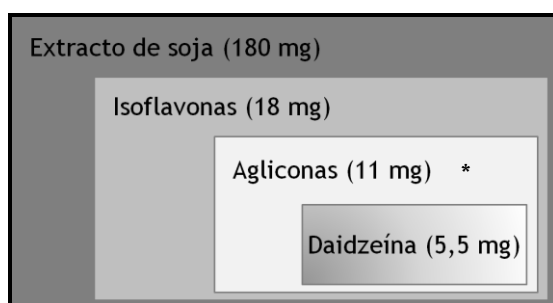 Extracto de soja (180 mg)
Isoflavonas (18 mg)
Agliconas (11 mg) *
Daidzeína (5,5 mg)